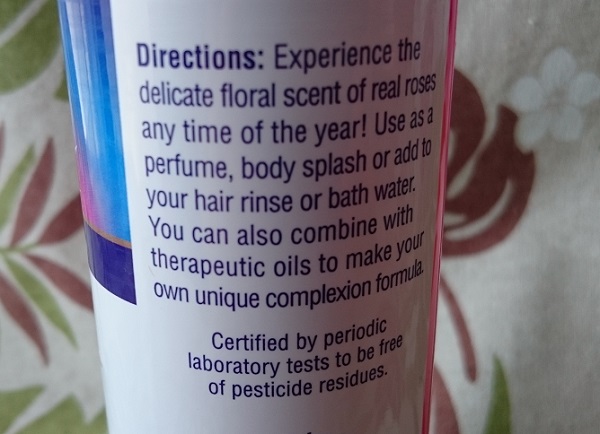 Directions: Experience the
delicate floral scent of real roses
any time of the year! Use as a
perfume, body splash or add to
your hair rinse or bath water.
You can also combine with
therapeutic oils to make your
own unique complexion formula.
Certified by periodic
laboratory tests to be free
of pesticide residues.